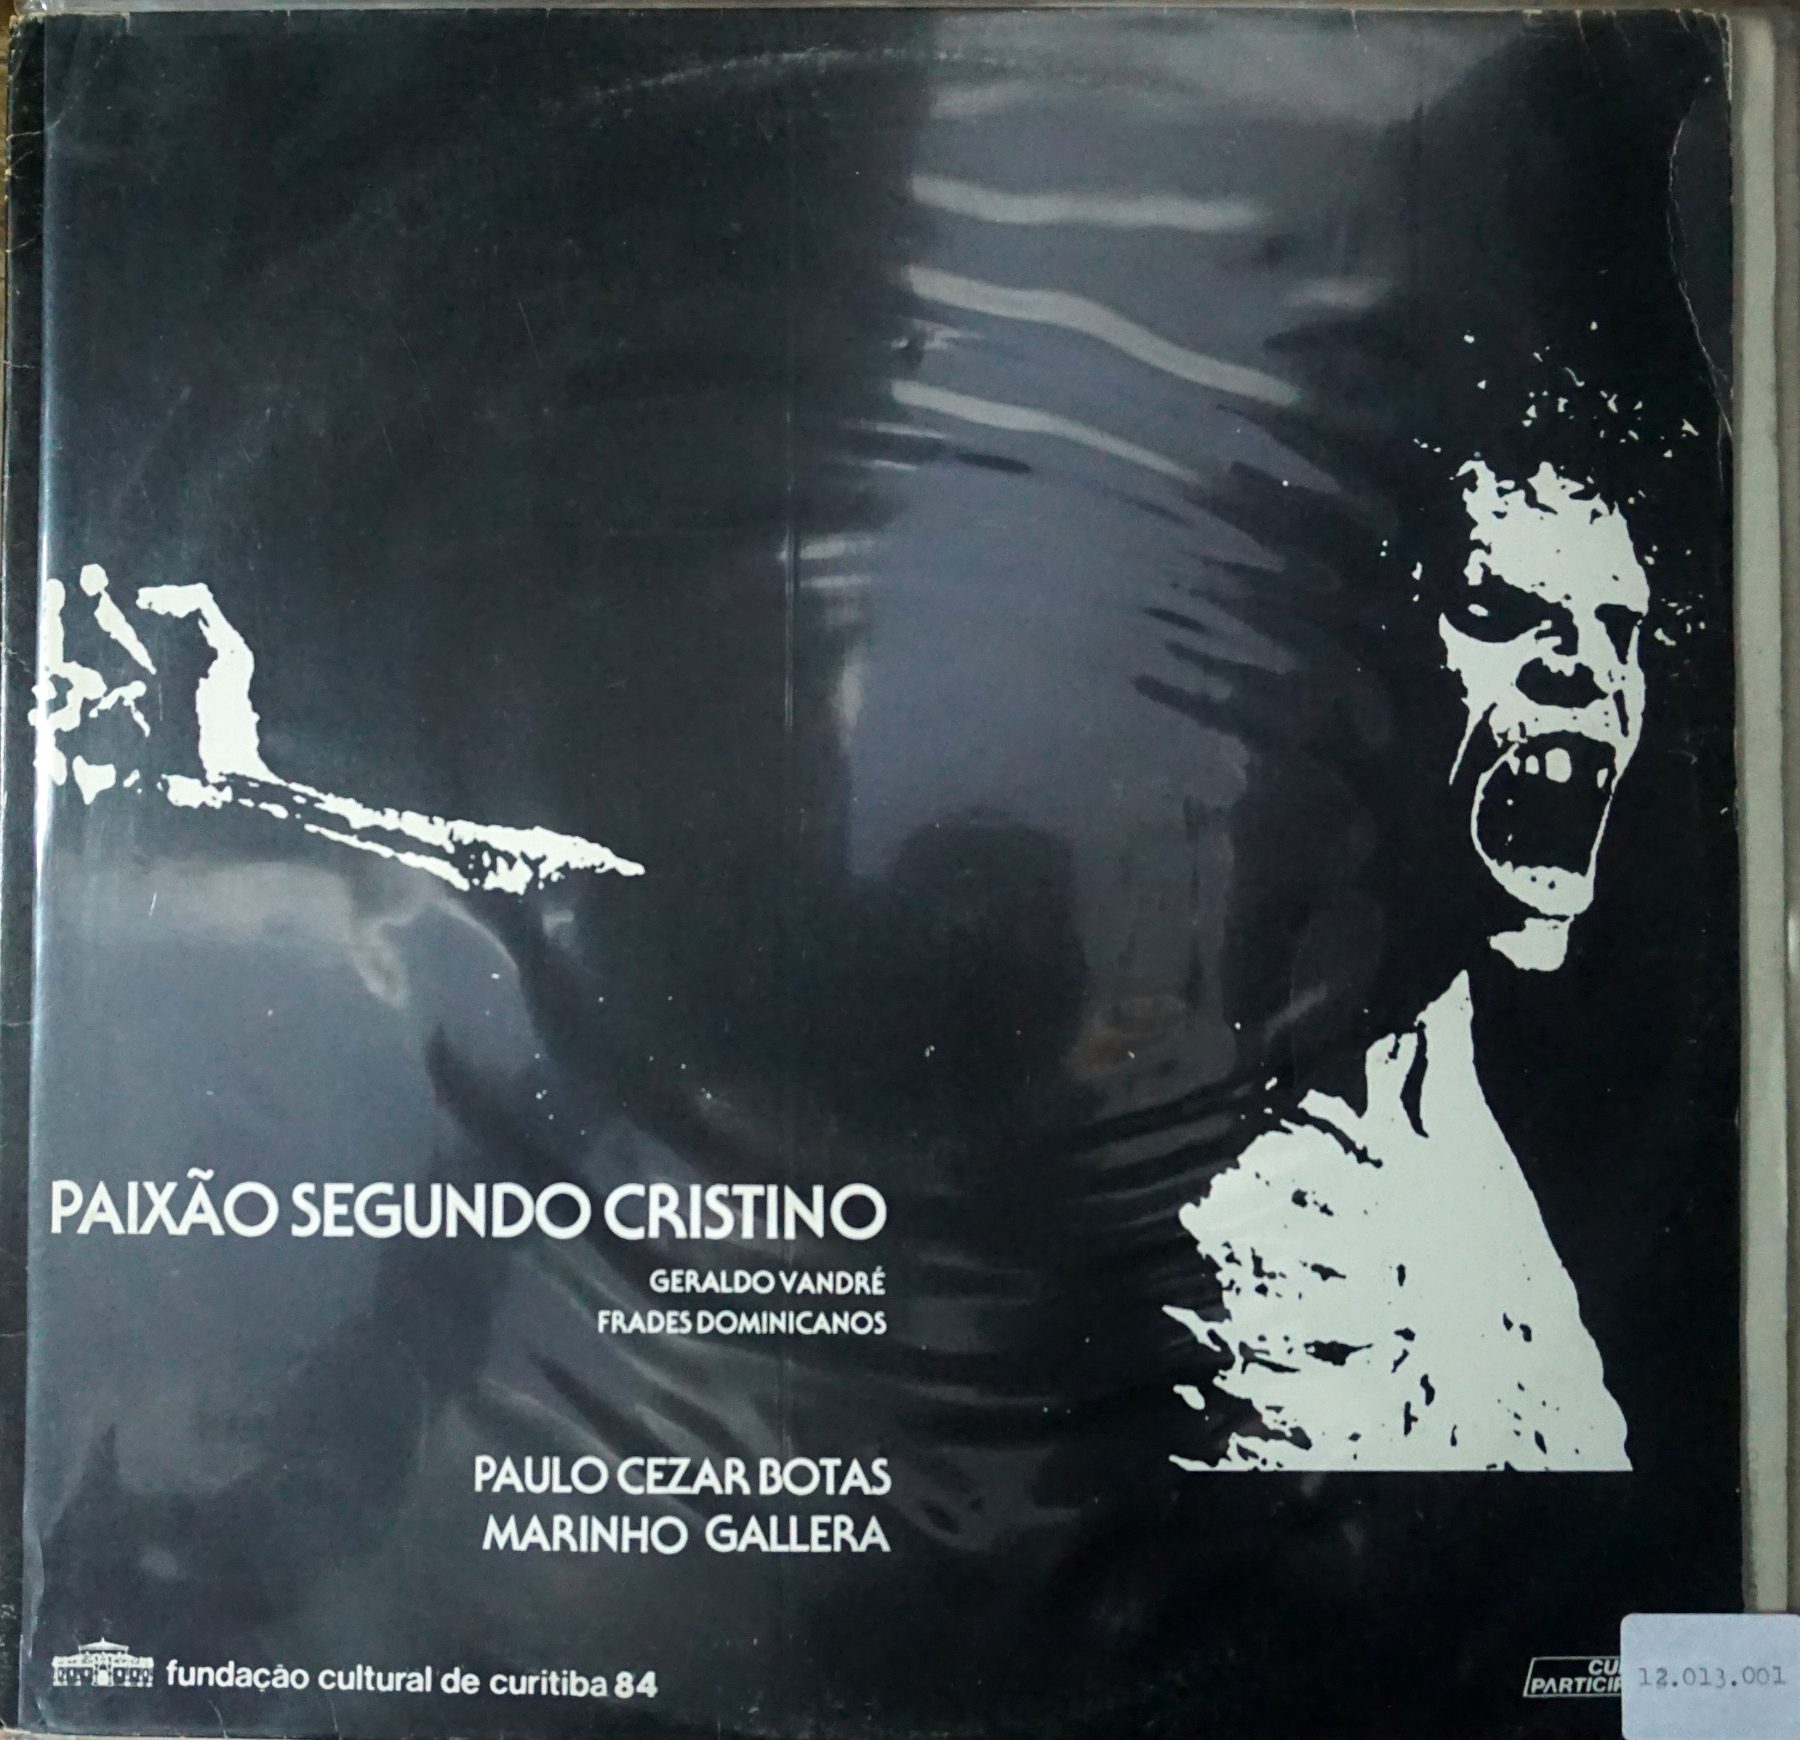 PAIXÃO SEGUNDO CRISTINO
GERALDO VANDRÉ
FRADES DOMINICANOS
PAULO CEZAR BOTAS
MARINHO GALLERA
fundação cultural de curitiba 84
12.013.001